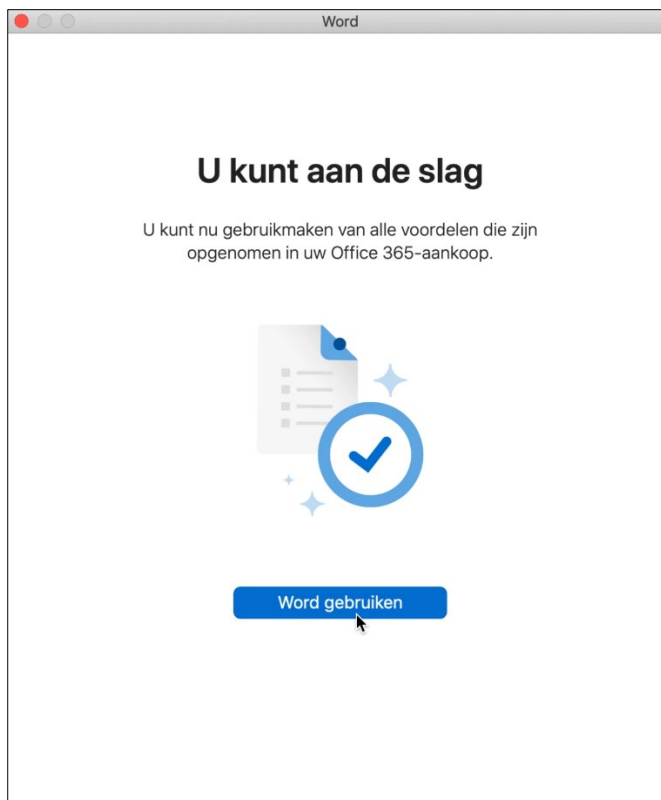 Word
U kunt aan de slag
U kunt nu gebruikmaken van alle voordelen die zijn
opgenomen in uw Office 365-aankoop.
Word gebruiken